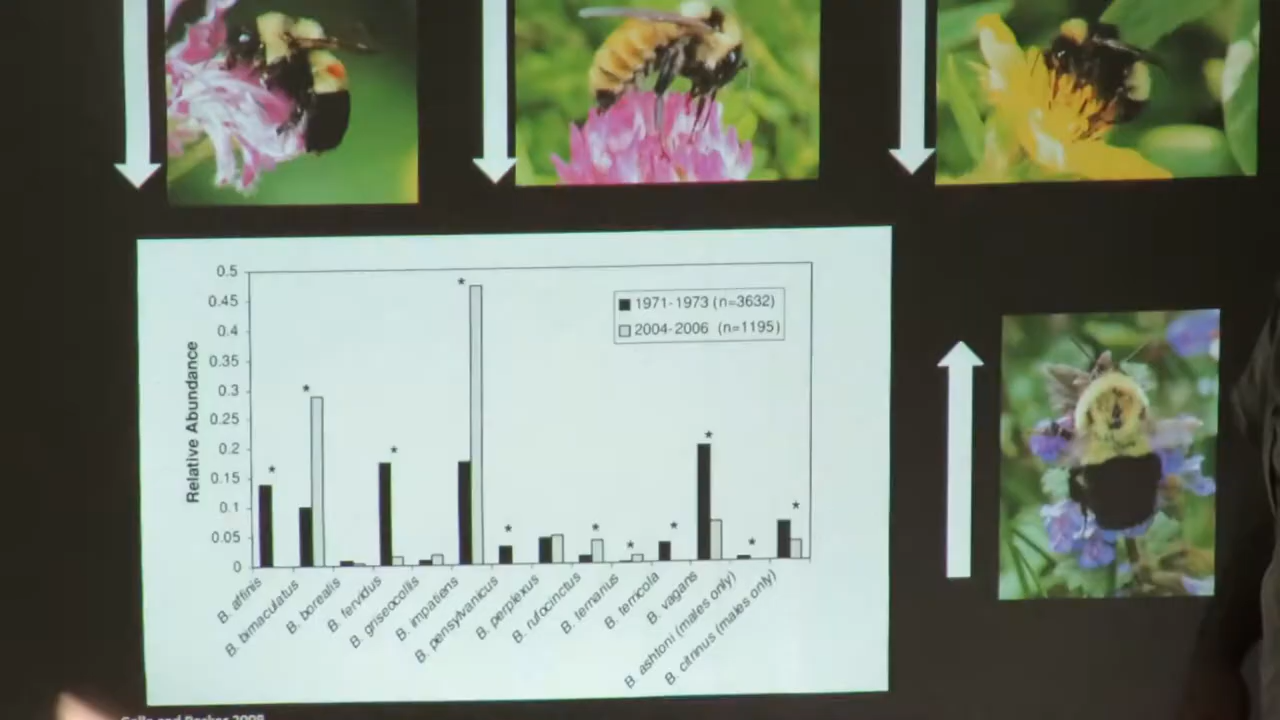 0.5
0.45
0.4
0.35
0.3
0.25
0.2
0.15
0.1
0.05
0
Relative Abundance
1971-1973 (n=3632)
2004-2006 (n=1195)
* * * * * * * * * * *
B. affinis
B. bimaculatus
B. borealis
B. fervidus
B. griseocollis
B. impatiens
B. pensylvanicus
B. perplexus
B. rufocinctus
B. ternarius
B. terricola
B. vagans
B. ashtoni (males only)
B. citrinus (males only)